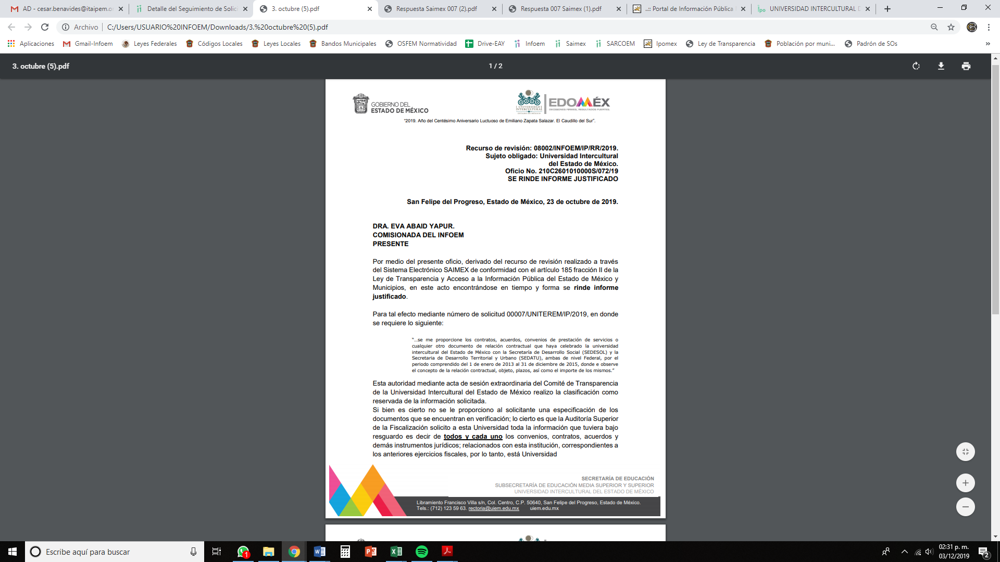 AD - cesar.benavides@itaipem.or
Detalle del Seguimiento de Solici
3. octubre (5).pdf
Respuesta Saimex 007 (2).pdf
Respuesta 007 Saimex (1).pdf
..:: Portal de Información Pública
UNIVERSIDAD INTERCULTURAL D
Archivo
C:/Users/USUARIO%20INFOEM/Downloads/3.%20octubre%20(5).pdf
Aplicaciones
Gmail-Infoem
Leyes Federales
Códigos Locales
Leyes Locales
Bandos Municipales
OSFEM Normatividad
Drive-EAY
Infoem
Saimex
SARCOEM
Ipomex
Ley de Transparencia
Población por muni...
Padrón de SOs
»
3. octubre (5).pdf
1 / 2
GOBIERNO DEL
ESTADO DE MÉXICO
UNIVERSIDAD
INTERCULTURAL
ESTADO DE MÉXICO
EDOMÉX
DECISIONES FIRMES, RESULTADOS FUERTES.
"2019. Año del Centésimo Aniversario Luctuoso de Emiliano Zapata Salazar. El Caudillo del Sur".
Recurso de revisión: 08002/INFOEM/IP/RR/2019.
Sujeto obligado: Universidad Intercultural
del Estado de México.
Oficio No. 210C2601010000S/072/19
SE RINDE INFORME JUSTIFICADO
San Felipe del Progreso, Estado de México, 23 de octubre de 2019.
DRA. EVA ABAID YAPUR.
COMISIONADA DEL INFOEM
PRESENTE
Por medio del presente oficio, derivado del recurso de revisión realizado a través
del Sistema Electrónico SAIMEX de conformidad con el artículo 185 fracción II de la
Ley de Transparencia y Acceso a la Información Pública del Estado de México y
Municipios, en este acto encontrándose en tiempo y forma se rinde informe
justificado.
Para tal efecto mediante número de solicitud 00007/UNITEREM/IP/2019, en donde
se requiere lo siguiente:
"...se me proporcione los contratos, acuerdos, convenios de prestación de servicios o
cualquier otro documento de relación contractual que haya celebrado la universidad
intercultural del Estado de México con la Secretaría de Desarrollo Social (SEDESOL) y la
Secretaria de Desarrollo Territorial y Urbano (SEDATU), ambas de nivel Federal, por el
periodo comprendido del 1 de enero de 2013 al 31 de diciembre de 2015, donde e observe
el concepto de la relación contractual, objeto, plazos, así como el importe de los mismos."
Esta autoridad mediante acta de sesión extraordinaria del Comité de Transparencia
de la Universidad Intercultural del Estado de México realizo la clasificación como
reservada de la información solicitada.
Si bien es cierto no se le proporciono al solicitante una especificación de los
documentos que se encuentran en verificación; lo cierto es que la Auditoría Superior
de la Fiscalización solicito a esta Universidad toda la información que tuviera bajo
resguardo es decir de todos y cada uno los convenios, contratos, acuerdos y
demás instrumentos jurídicos; relacionados con esta institución, correspondientes a
los anteriores ejercicios fiscales, por lo tanto, está Universidad
SECRETARÍA DE EDUCACIÓN
SUBSECRETARÍA DE EDUCACIÓN MEDIA SUPERIOR Y SUPERIOR
UNIVERSIDAD INTERCULTURAL DEL ESTADO DE MÉXICO
Libramiento Francisco Villa s/n, Col. Centro, C.P. 50640, San Felipe del Progreso, Estado de México.
Tels.: (712) 123 59 63. rectoria@uiem.edu.mx uiem.edu.mx
Escribe aquí para buscar
1
02:31 p. m.
03/12/2019
2